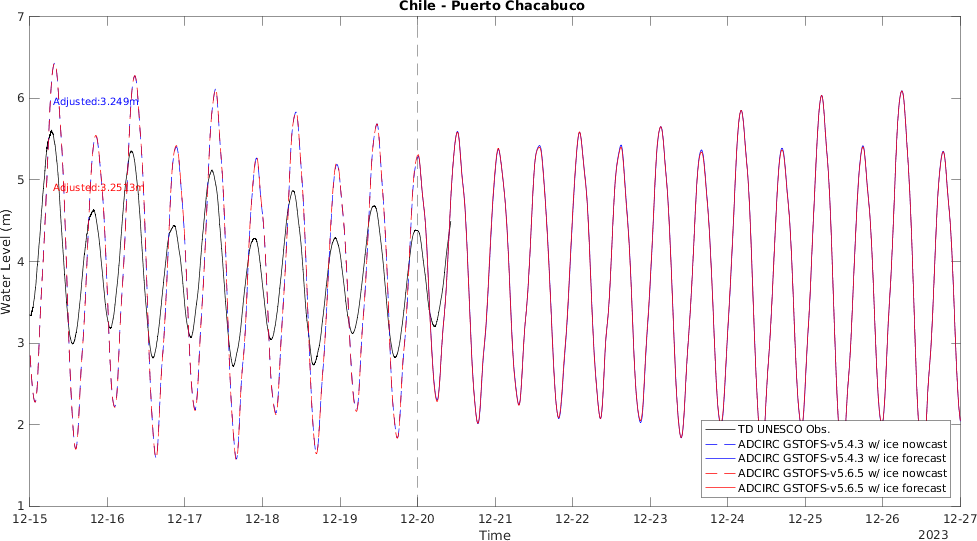 Chile - Puerto Chacabuco
7
6
5
4
3
2
1
Water Level (m)
Adjusted:3.249m
Adjusted:3.2513m
TD UNESCO Obs.
ADCIRC GSTOFS-v5.4.3 w/ ice nowcast
ADCIRC GSTOFS-v5.4.3 w/ ice forecast
ADCIRC GSTOFS-v5.6.5 w/ ice nowcast
ADCIRC GSTOFS-v5.6.5 w/ ice forecast
12-15 12-16 12-17 12-18 12-19 12-20 12-21 12-22 12-23 12-24 12-25 12-26 12-27
Time
2023